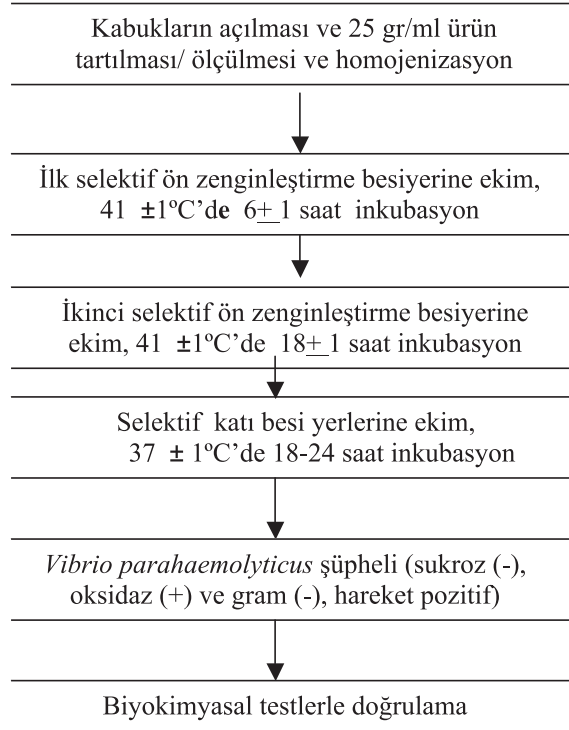 Kabukların açılması ve 25 gr/ml ürün
tartılması/ ölçülmesi ve homojenizasyon
İlk selektif ön zenginleştirme besiyerine ekim,
41 ±1ºC’de 6+ 1 saat inkubasyon
İkinci selektif ön zenginleştirme besiyerine
ekim, 41 ±1ºC’de 18+ 1 saat inkubasyon
Selektif katı besi yerlerine ekim,
37 ± 1ºC’de 18-24 saat inkubasyon
Vibrio parahaemolyticus şüpheli (sukroz (-),
oksidaz (+) ve gram (-), hareket pozitif)
Biyokimyasal testlerle doğrulama